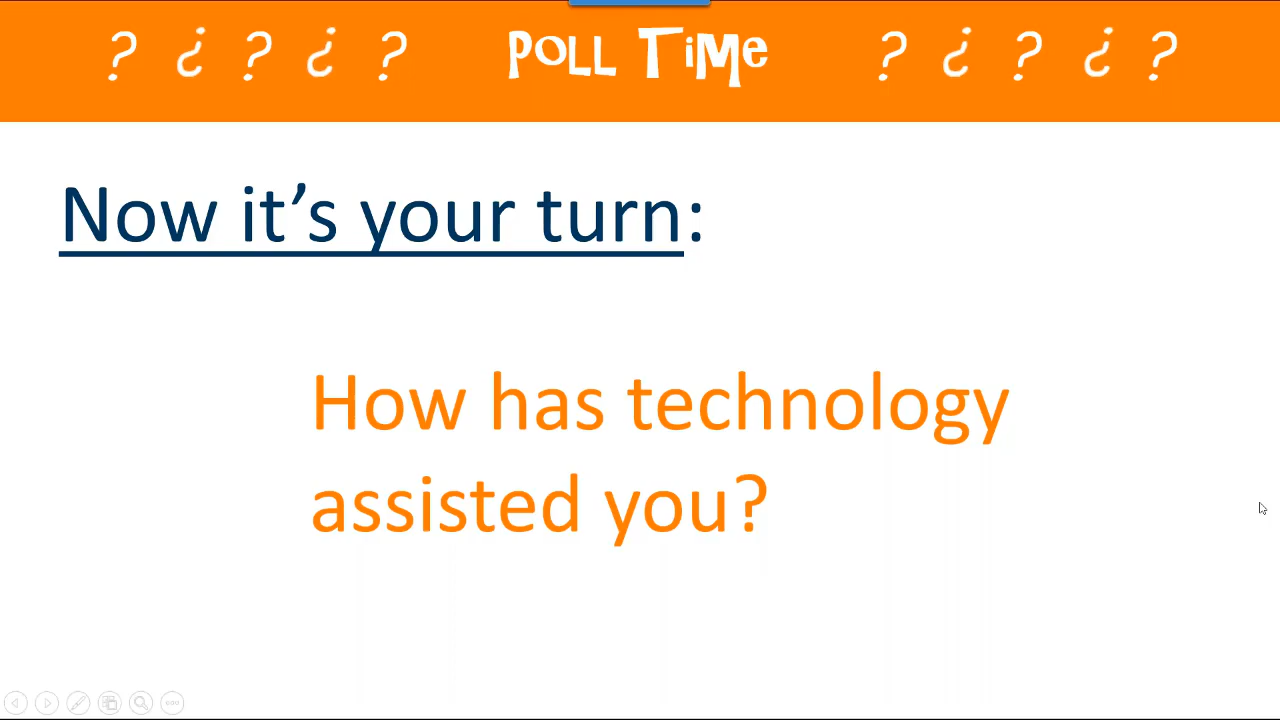 ? ¿ ? ¿ ? POLL TiMe ? ¿ ? ¿ ?
Now it’s your turn:
How has technology
assisted you?